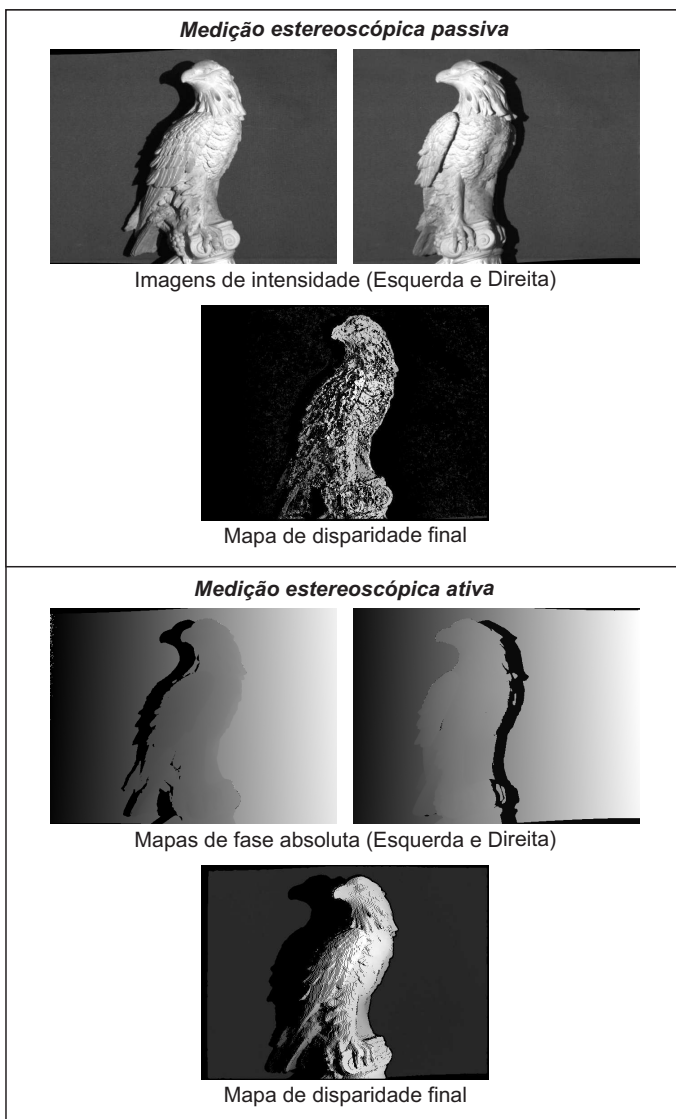 Medição estereoscópica passiva
Imagens de intensidade (Esquerda e Direita)
Mapa de disparidade final
Medição estereoscópica ativa
Mapas de fase absoluta (Esquerda e Direita)
Mapa de disparidade final